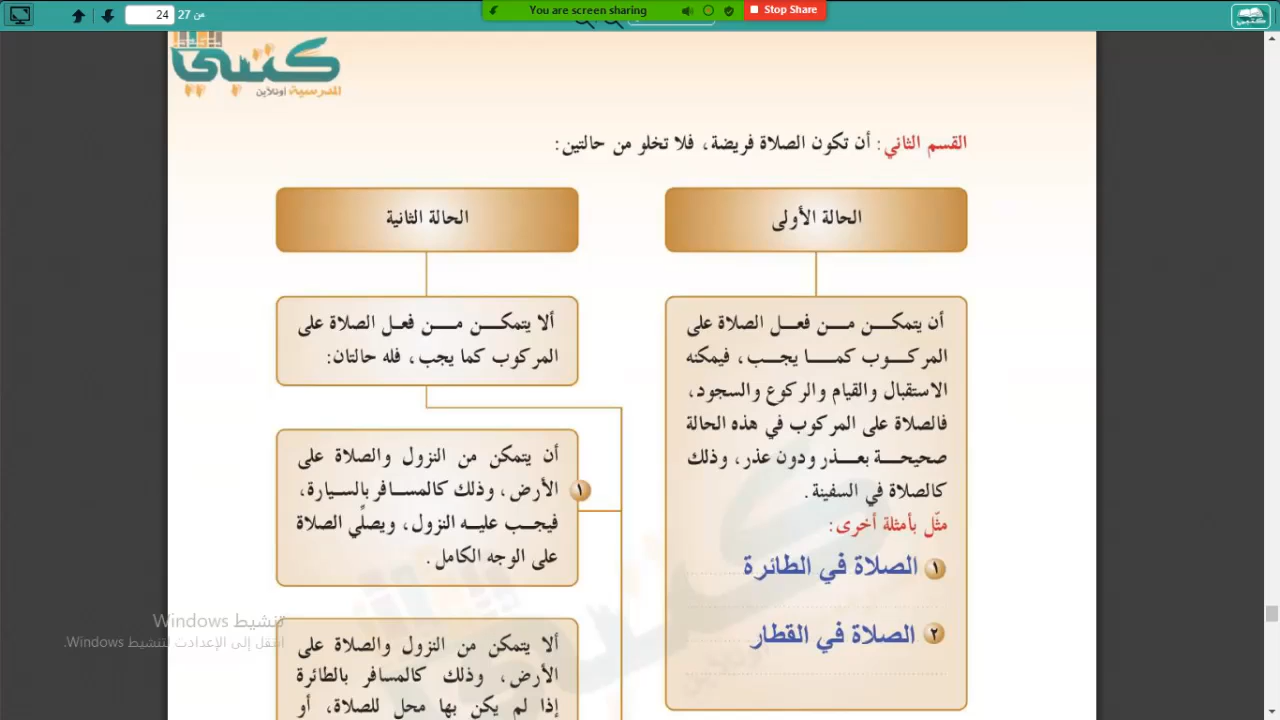 24
من 27
You are screen sharing
Stop Share
كتبي
كتبي
المدرسية اونلاين
القسم الثاني: أن تكون الصلاة فريضة، فلا تخلو من حالتين:
الحالة الأولى
أن يتمكن من فعل الصلاة على
المركوب كما يجب، فيمكنه
الاستقبال والقيام والركوع والسجود،
فالصلاة على المركوب في هذه الحالة
صحيحة بعذر ودون عذر، وذلك
كالصلاة في السفينة.
مثّل بأمثلة أخرى:
١ الصلاة في الطائرة
٢ الصلاة في القطار
الحالة الثانية
ألا يتمكن من فعل الصلاة على
المركوب كما يجب، فله حالتان:
١
أن يتمكن من النزول والصلاة على
الأرض، وذلك كالمسافر بالسيارة،
فيجب عليه النزول، ويصلِّي الصلاة
على الوجه الكامل.
ألا يتمكن من النزول والصلاة على
الأرض، وذلك كالمسافر بالطائرة
إذا لم يكن بها محل للصلاة، أو
تنشيط Windows
انتقل إلى الإعدادات لتنشيط Windows.